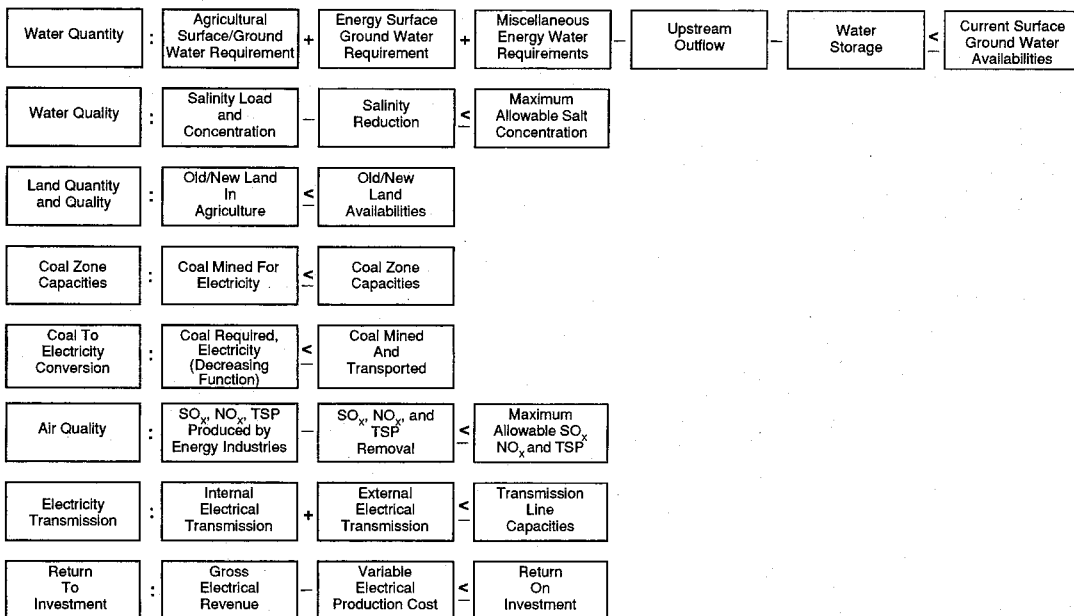 Water Quantity : Agricultural Surface/Ground Water Requirement + Energy Surface Ground Water Requirement + Miscellaneous Energy Water Requirements − Upstream Outflow − Water Storage ≤ Current Surface Ground Water Availabilities
Water Quality : Salinity Load and Concentration − Salinity Reduction ≤ Maximum Allowable Salt Concentration
Land Quantity and Quality : Old/New Land In Agriculture ≤ Old/New Land Availabilities
Coal Zone Capacities : Coal Mined For Electricity ≤ Coal Zone Capacities
Coal To Electricity Conversion : Coal Required, Electricity (Decreasing Function) ≤ Coal Mined And Transported
Air Quality : SOx, NOx, TSP Produced by Energy Industries − SOx, NOx, and TSP Removal ≤ Maximum Allowable SOx NOx and TSP
Electricity Transmission : Internal Electrical Transmission + External Electrical Transmission ≤ Transmission Line Capacities
Return To Investment : Gross Electrical Revenue − Variable Electrical Production Cost ≤ Return On Investment